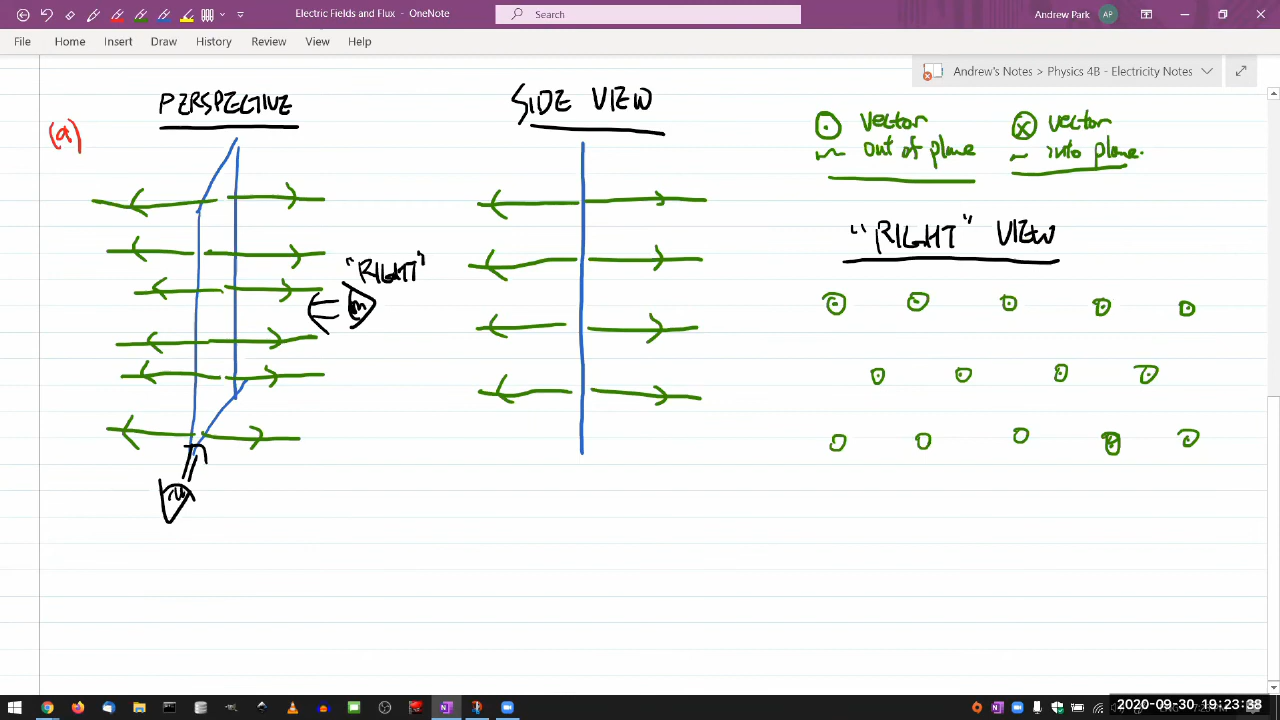 Electric Fields and Flux - OneNote
Search
Andrew Park
AP
File
Home
Insert
Draw
History
Review
View
Help
Andrew's Notes > Physics 4B - Electricity Notes
(a)
PERSPECTIVE
SIDE VIEW
vector
out of plane
vector
into plane.
"RIGHT" VIEW
"RIGHT"
2020-09-30 19:23:38